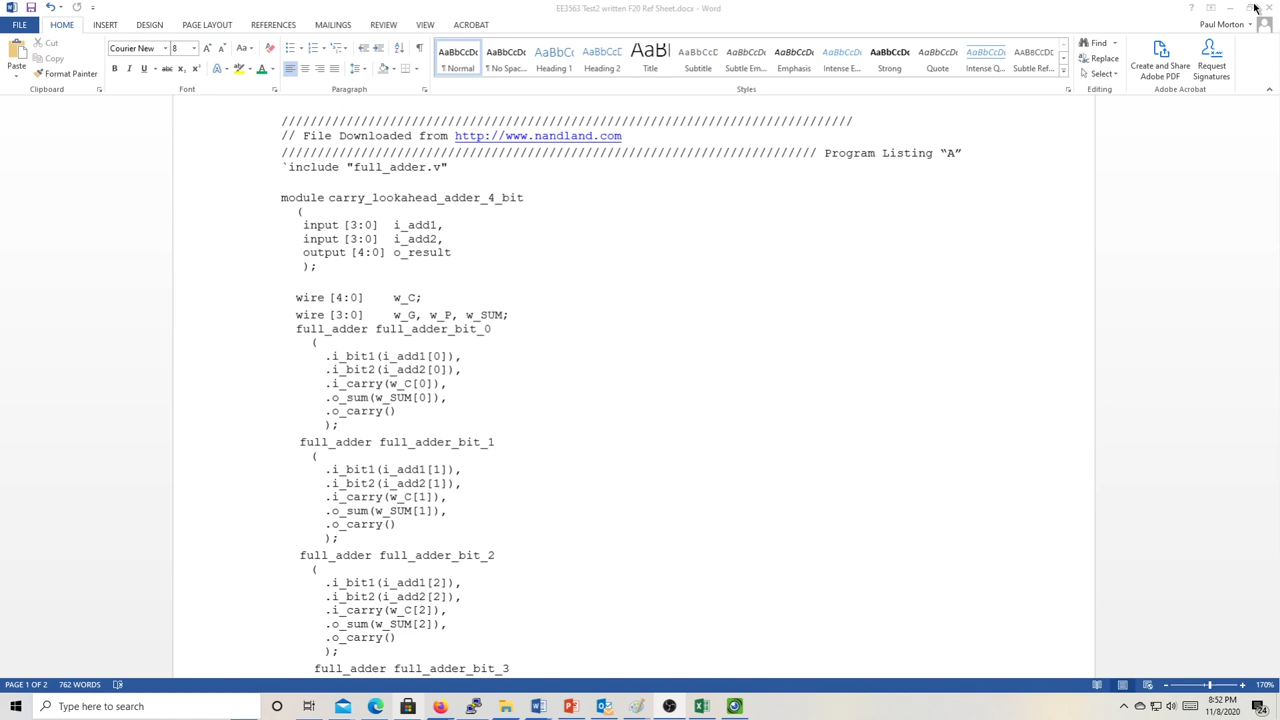 EE3563 Test2 written F20 Ref Sheet.docx - Word
FILE HOME INSERT DESIGN PAGE LAYOUT REFERENCES MAILINGS REVIEW VIEW ACROBAT
Paul Morton
Paste
Cut
Copy
Format Painter
Clipboard
Courier New 8
Font
Paragraph
AaBbCcDc AaBbCcDc AaBbCc AaBbCc AaBl AaBbCcD AaBbCcDc AaBbCcDc AaBbCcDc AaBbCcDc AaBbCcDc AaBbCcDc AaBbCcDc
¶ Normal ¶ No Spac... Heading 1 Heading 2 Title Subtitle Subtle Em... Emphasis Intense E... Strong Quote Intense Q... Subtle Ref...
Styles
Find
Replace
Select
Editing
Create and Share Adobe PDF
Request Signatures
Adobe Acrobat
///////////////////////////////////////////////////////////////////////////////
// File Downloaded from http://www.nandland.com
////////////////////////////////////////////////////////////////////////// Program Listing “A”
`include "full_adder.v"
module carry_lookahead_adder_4_bit
(
input [3:0] i_add1,
input [3:0] i_add2,
output [4:0] o_result
);
wire [4:0] w_C;
wire [3:0] w_G, w_P, w_SUM;
full_adder full_adder_bit_0
(
.i_bit1(i_add1[0]),
.i_bit2(i_add2[0]),
.i_carry(w_C[0]),
.o_sum(w_SUM[0]),
.o_carry()
);
full_adder full_adder_bit_1
(
.i_bit1(i_add1[1]),
.i_bit2(i_add2[1]),
.i_carry(w_C[1]),
.o_sum(w_SUM[1]),
.o_carry()
);
full_adder full_adder_bit_2
(
.i_bit1(i_add1[2]),
.i_bit2(i_add2[2]),
.i_carry(w_C[2]),
.o_sum(w_SUM[2]),
.o_carry()
);
full_adder full_adder_bit_3
PAGE 1 OF 2 762 WORDS
170%
Type here to search
8:52 PM
11/8/2020
24